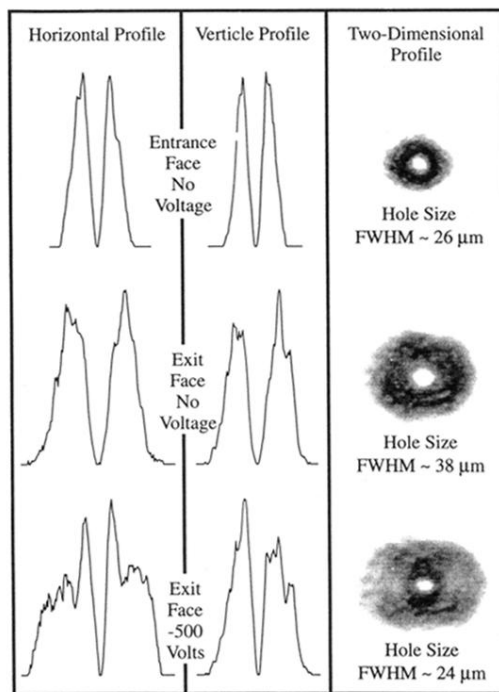 Horizontal Profile
Verticle Profile
Two-Dimensional
Profile
Entrance
Face
No
Voltage
Hole Size
FWHM ~ 26 μm
Exit
Face
No
Voltage
Hole Size
FWHM ~ 38 μm
Exit
Face
-500
Volts
Hole Size
FWHM ~ 24 μm